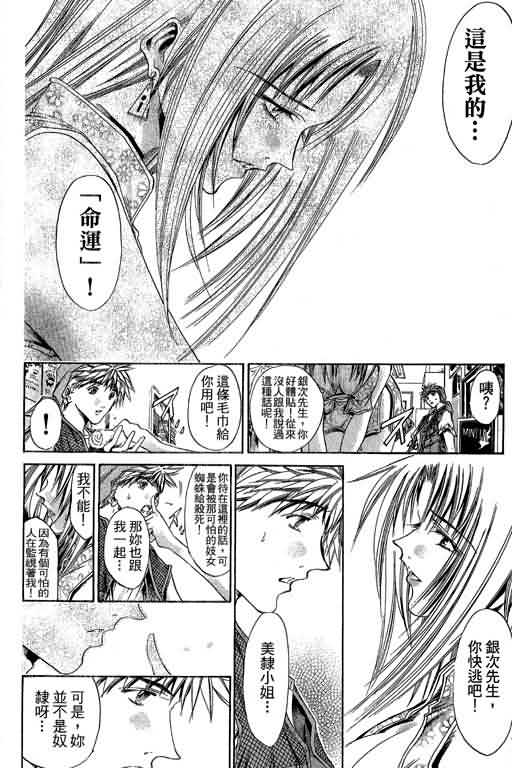 這是我的…
「命運」！
咦？
銀次先生，你
好體貼！從來
沒人跟我說過
這種話呢！
這條毛巾給
你用吧！
！
銀次先生，
你快逃吧！
你待在這裡的話，可
是會被那可怕的妓女
蜘蛛給殺死！
那妳也跟
我一起…
我不能！
因為有個可怕的
人在監視著我！
美隸小姐…
可是，妳
並不是奴
隸呀…